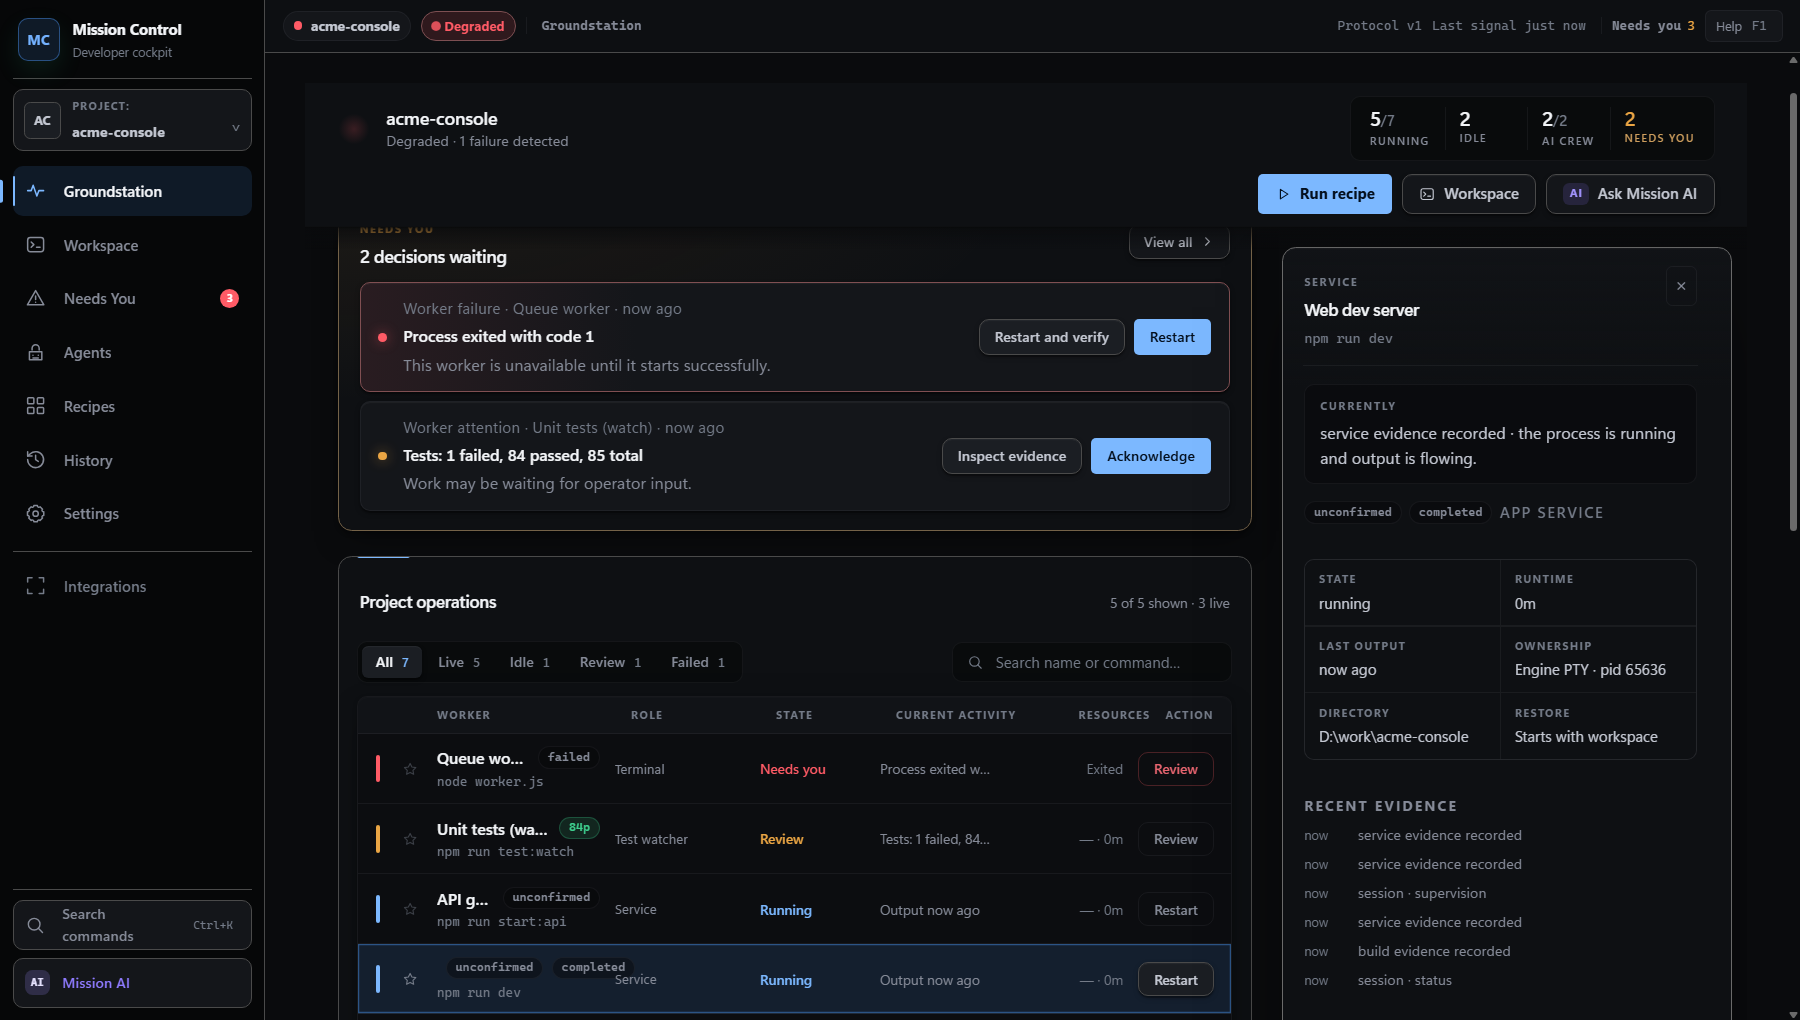 MC
Mission Control
Developer cockpit
AC
PROJECT:
acme-console
Groundstation
Workspace
Needs You
3
Agents
Recipes
History
Settings
Integrations
Search commands
Ctrl+K
AI
Mission AI
acme-console
Degraded
Groundstation
Protocol v1 Last signal just now
Needs you 3
Help F1
acme-console
Degraded · 1 failure detected
5/7
RUNNING
2
IDLE
2/2
AI CREW
2
NEEDS YOU
Run recipe
Workspace
AI Ask Mission AI
NEEDS YOU
2 decisions waiting
View all
Worker failure · Queue worker · now ago
Process exited with code 1
This worker is unavailable until it starts successfully.
Restart and verify
Restart
Worker attention · Unit tests (watch) · now ago
Tests: 1 failed, 84 passed, 85 total
Work may be waiting for operator input.
Inspect evidence
Acknowledge
Project operations
5 of 5 shown · 3 live
All 7
Live 5
Idle 1
Review 1
Failed 1
Search name or command...
WORKER ROLE STATE CURRENT ACTIVITY RESOURCES ACTION
Queue wo... failed
node worker.js
Terminal
Needs you
Process exited w...
Exited
Review
Unit tests (wa... 84p
npm run test:watch
Test watcher
Review
Tests: 1 failed, 84...
— · 0m
Review
API g... unconfirmed
npm run start:api
Service
Running
Output now ago
— · 0m
Restart
unconfirmed completed
npm run dev
Service
Running
Output now ago
— · 0m
Restart
SERVICE
Web dev server
npm run dev
CURRENTLY
service evidence recorded · the process is running
and output is flowing.
unconfirmed completed APP SERVICE
STATE
running
RUNTIME
0m
LAST OUTPUT
now ago
OWNERSHIP
Engine PTY · pid 65636
DIRECTORY
D:\work\acme-console
RESTORE
Starts with workspace
RECENT EVIDENCE
now service evidence recorded
now service evidence recorded
now session · supervision
now service evidence recorded
now build evidence recorded
now session · status